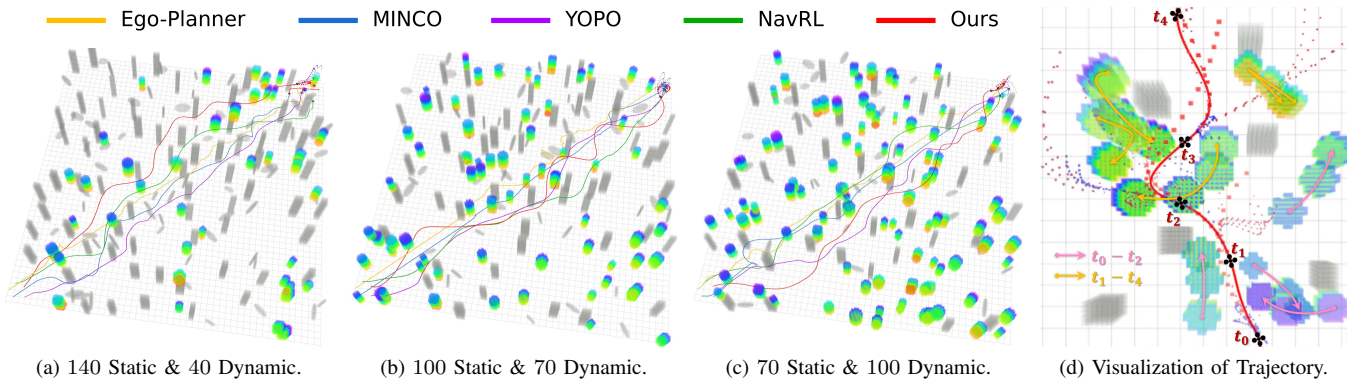 Ego-Planner MINCO YOPO NavRL Ours
t4
t3
t2
t1
t0
t0 − t2
t1 − t4
(a) 140 Static & 40 Dynamic. (b) 100 Static & 70 Dynamic. (c) 70 Static & 100 Dynamic. (d) Visualization of Trajectory.